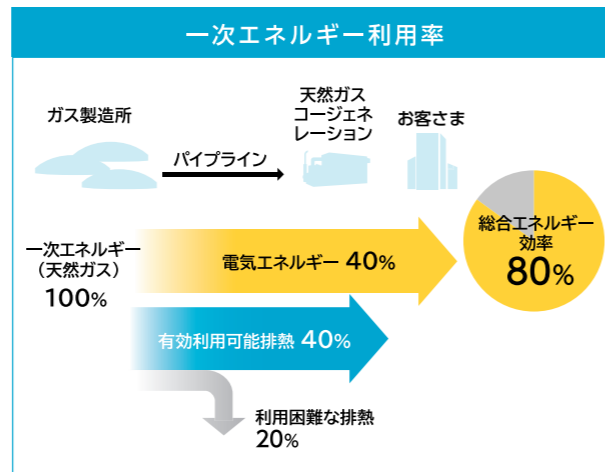 一次エネルギー利用率
ガス製造所
パイプライン
天然ガス
コージェネ
レーション
お客さま
一次エネルギー
（天然ガス）
100%
電気エネルギー 40%
総合エネルギー
効率
80%
有効利用可能排熱 40%
利用困難な排熱
20%